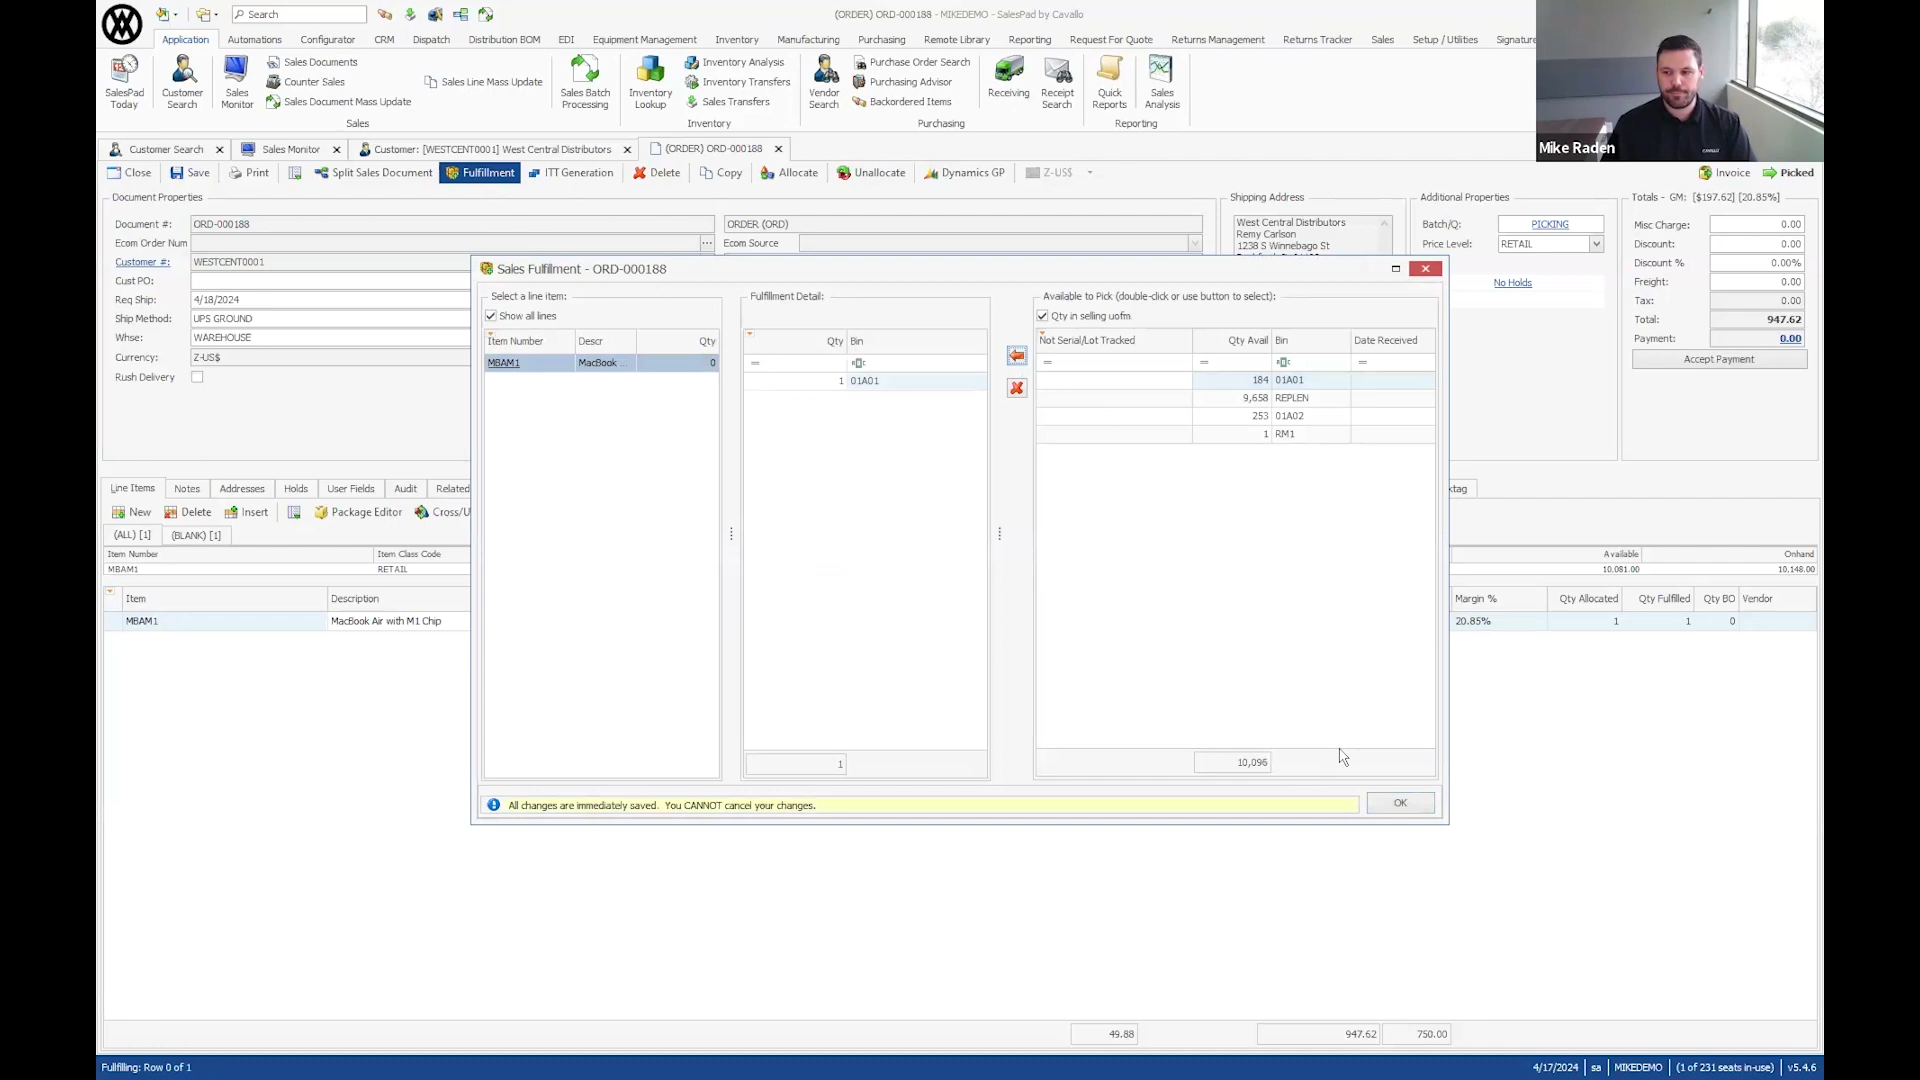 Search
(ORDER) ORD-000188 - MIKEDEMO - SalesPad by Cavallo
Application Automations Configurator CRM Dispatch Distribution BOM EDI Equipment Management Inventory Manufacturing Purchasing Remote Library Reporting Request For Quote Returns Management Returns Tracker Sales Setup / Utilities Signature
SalesPad Today
Customer Search
Sales Monitor
Sales Documents
Counter Sales
Sales Document Mass Update
Sales Line Mass Update
Sales Batch Processing
Inventory Lookup
Inventory Analysis
Inventory Transfers
Sales Transfers
Vendor Search
Purchase Order Search
Purchasing Advisor
Backordered Items
Receiving
Receipt Search
Quick Reports
Sales Analysis
Sales Inventory Purchasing Reporting
Mike Raden
CAVALLO
Customer Search Sales Monitor Customer: [WESTCENT0001] West Central Distributors (ORDER) ORD-000188
Close Save Print Split Sales Document Fulfillment ITT Generation Delete Copy Allocate Unallocate Dynamics GP Z-US$ Invoice Picked
Document Properties
Document #: ORD-000188 ORDER (ORD)
Ecom Order Num Ecom Source
Customer #: WESTCENT0001
Cust PO:
Req Ship: 4/18/2024
Ship Method: UPS GROUND
Whse: WAREHOUSE
Currency: Z-US$
Rush Delivery
Shipping Address
West Central Distributors
Remy Carlson
1238 S Winnebago St
Additional Properties
Batch/Q: PICKING
Price Level: RETAIL
No Holds
Totals - GM: [$197.62] [20.85%]
Misc Charge: 0.00
Discount: 0.00
Discount % 0.00%
Freight: 0.00
Tax: 0.00
Total: 947.62
Payment: 0.00
Accept Payment
Sales Fulfillment - ORD-000188
Select a line item:
Show all lines
Item Number Descr Qty
MBAM1 MacBook ... 0
Fulfillment Detail:
Qty Bin
1 01A01
1
Available to Pick (double-click or use button to select):
Qty in selling uofm
Not Serial/Lot Tracked Qty Avail Bin Date Received
184 01A01
9,658 REPLEN
253 01A02
1 RM1
10,096
All changes are immediately saved. You CANNOT cancel your changes.
OK
Line Items Notes Addresses Holds User Fields Audit Related
New Delete Insert Package Editor Cross/U
(ALL) [1] (BLANK) [1]
Item Number Item Class Code Available Onhand
MBAM1 RETAIL 10,081.00 10,148.00
Item Description Margin % Qty Allocated Qty Fulfilled Qty BO Vendor
MBAM1 MacBook Air with M1 Chip 20.85% 1 1 0
49.88 947.62 750.00
Fullfilling: Row 0 of 1 4/17/2024 sa MIKEDEMO (1 of 231 seats in-use) v5.4.6